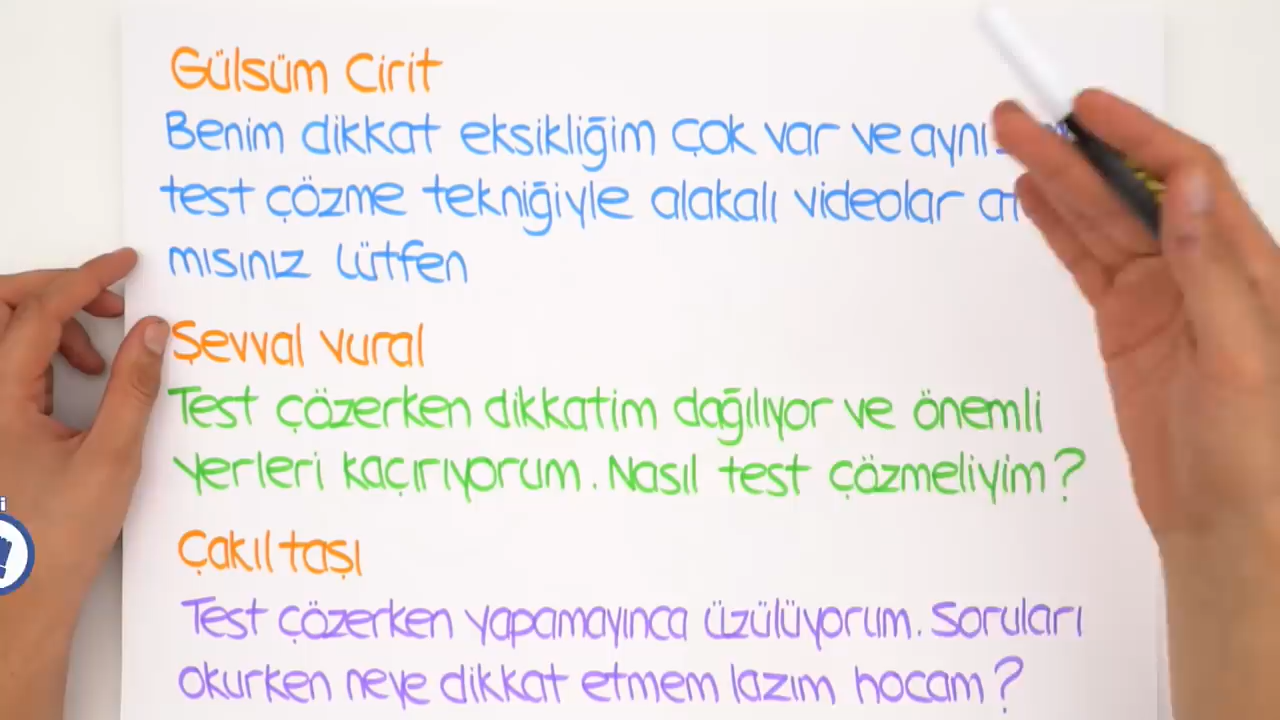 Gülsüm Cirit
Benim dikkat eksikliğim çok var ve aynı
test çözme tekniğiyle alakalı videolar
mısınız lütfen
Şevval Vural
Test çözerken dikkatim dağılıyor ve önemli
yerleri kaçırıyorum. Nasıl test çözmeliyim?
Çakıl taşı
Test çözerken yapamayınca üzülüyorum. Soruları
okurken neye dikkat etmem lazım hocam?